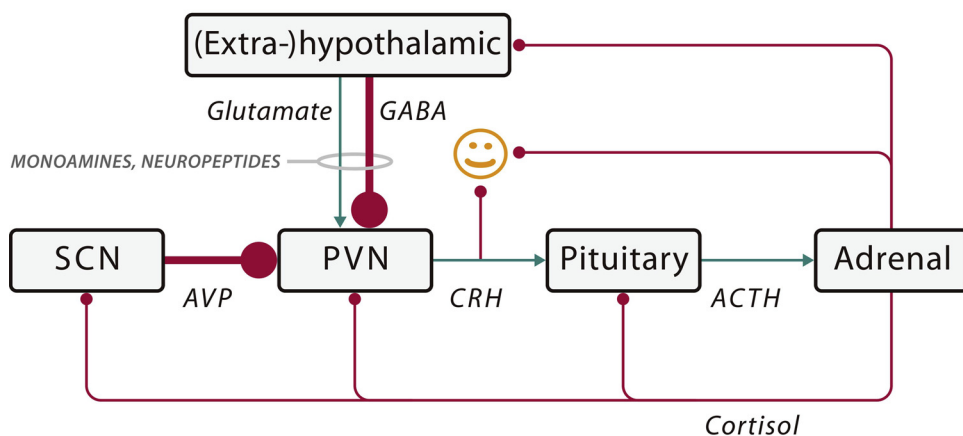 (Extra-)hypothalamic
Glutamate
GABA
MONOAMINES, NEUROPEPTIDES
SCN
PVN
Pituitary
Adrenal
AVP
CRH
ACTH
Cortisol